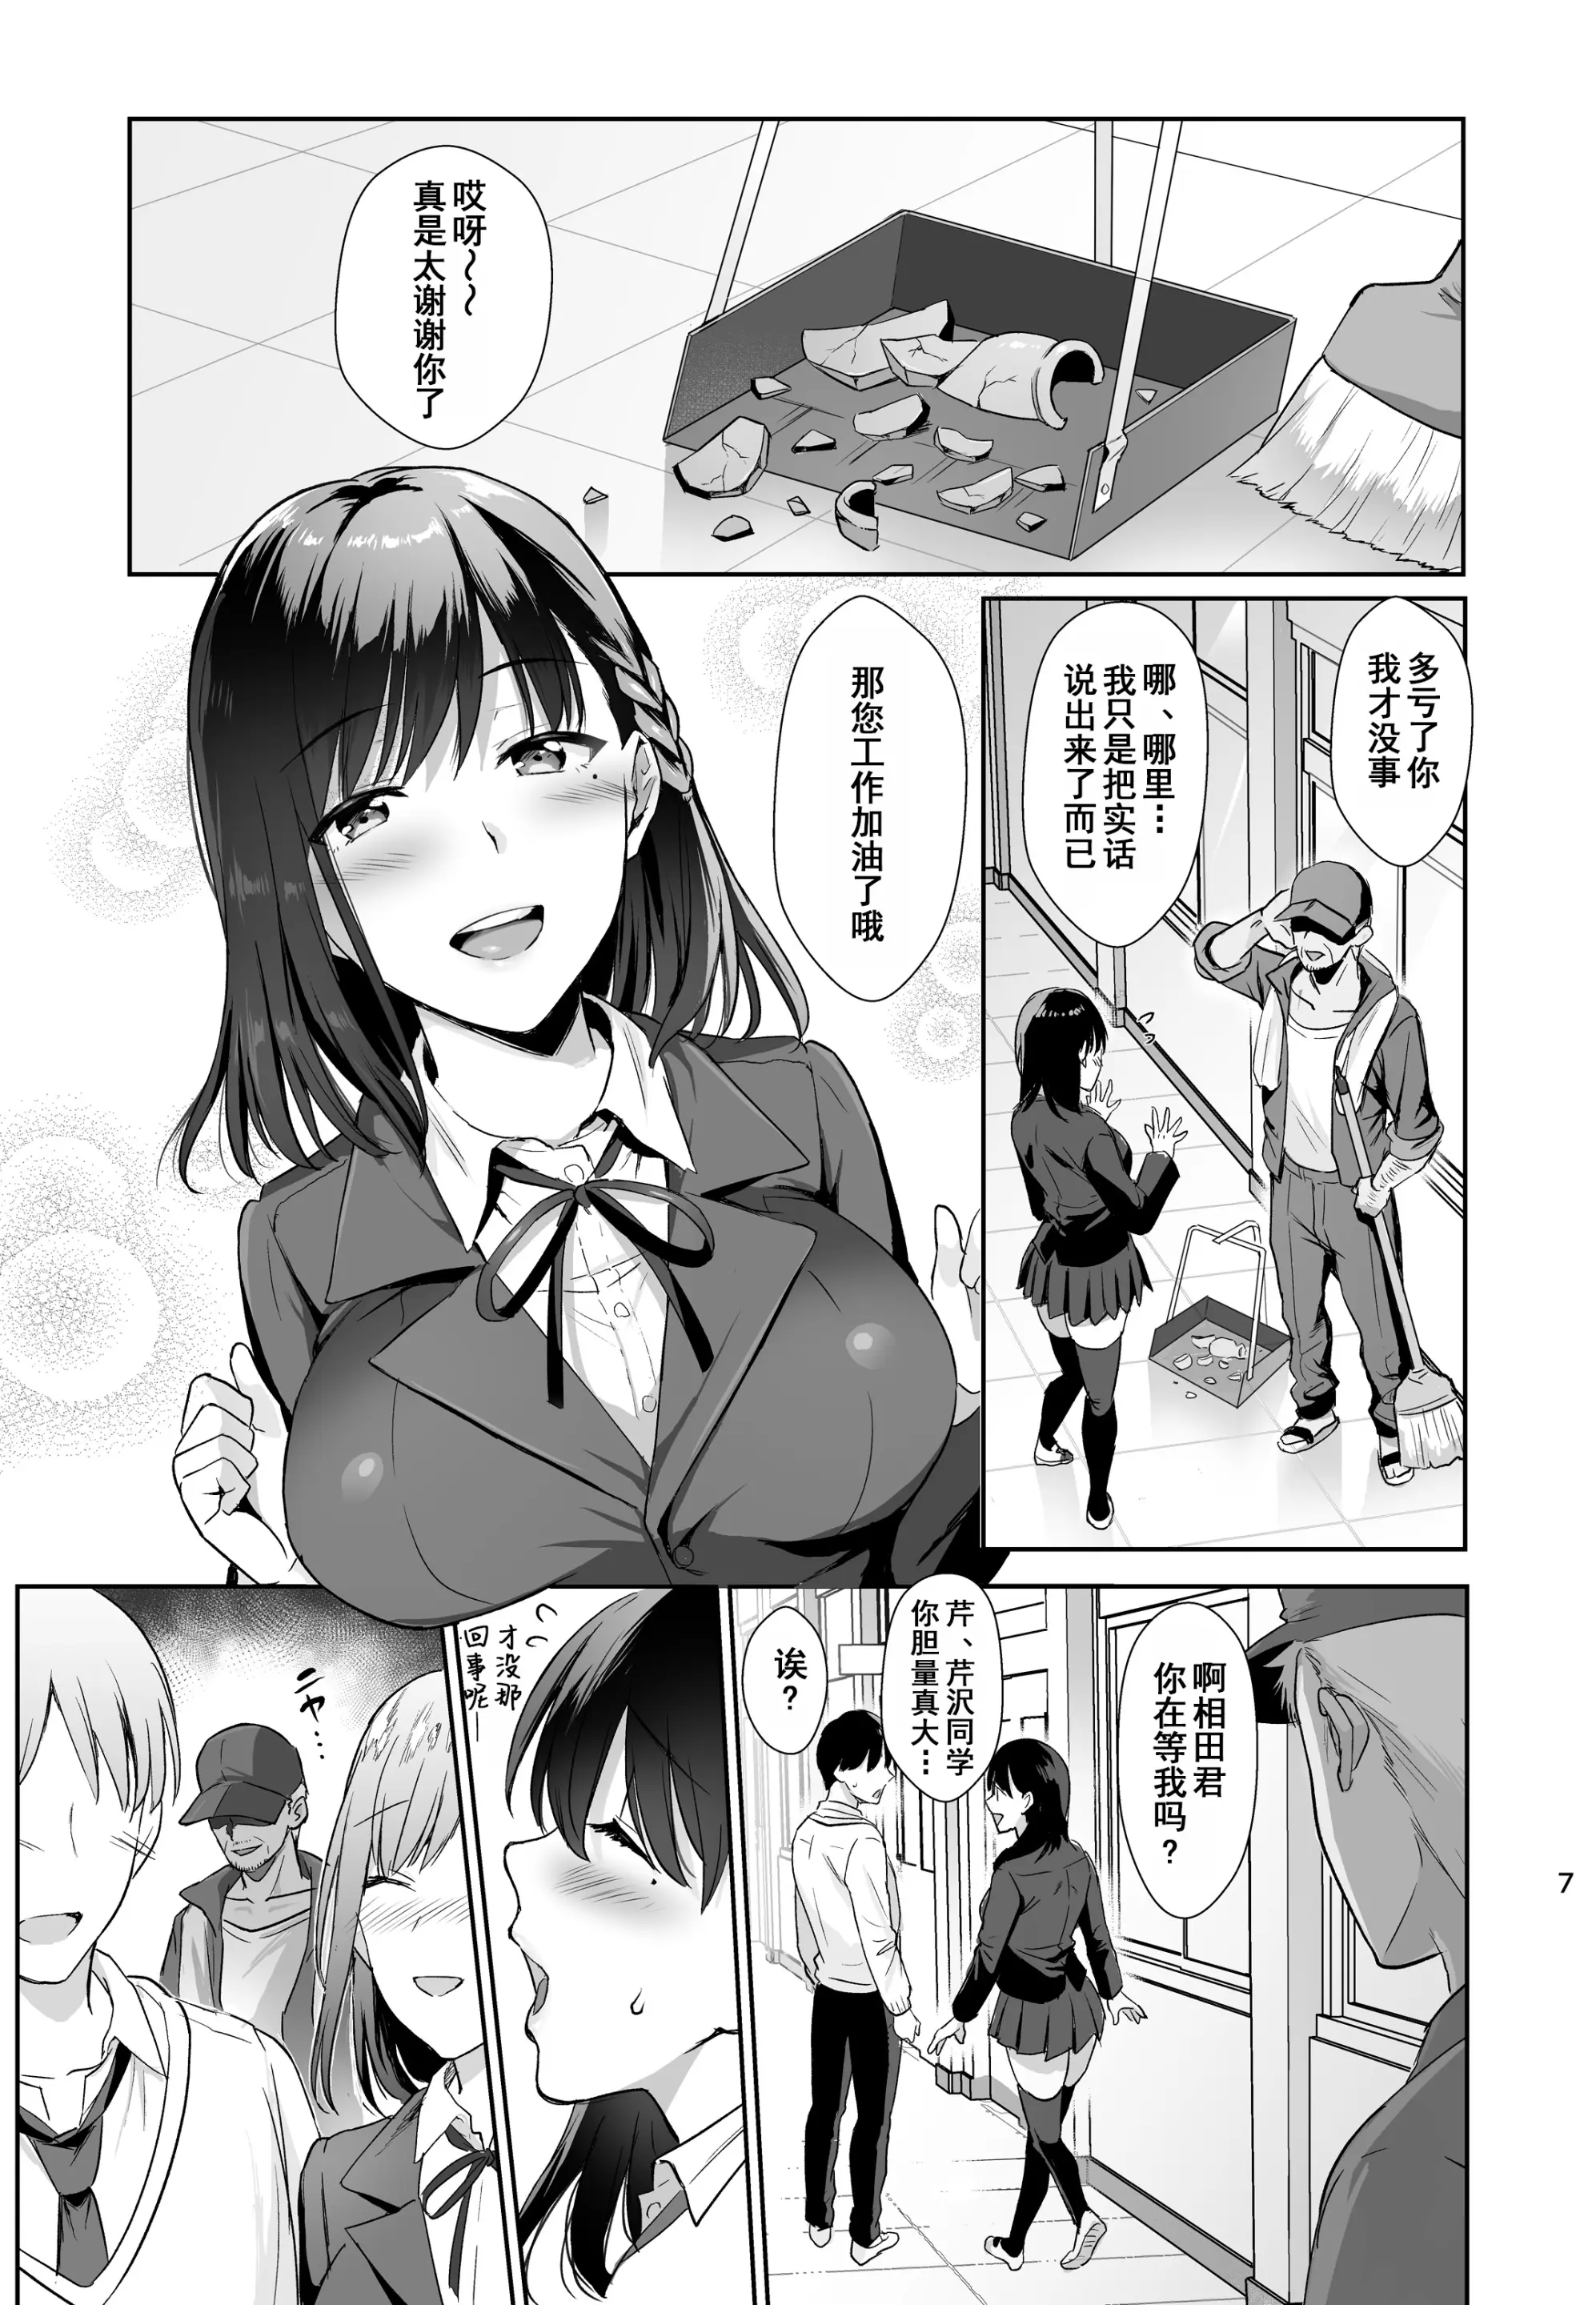 哎呀～～
真是太谢谢你了
多亏了你
我才没事
哪、哪里…
我只是把实话
说出来了而已
那您工作加油了哦
啊相田君
你在等我吗？
芹、芹沢同学
你胆量真大…
诶？
才没那
回事呢—
ニヤ…
7